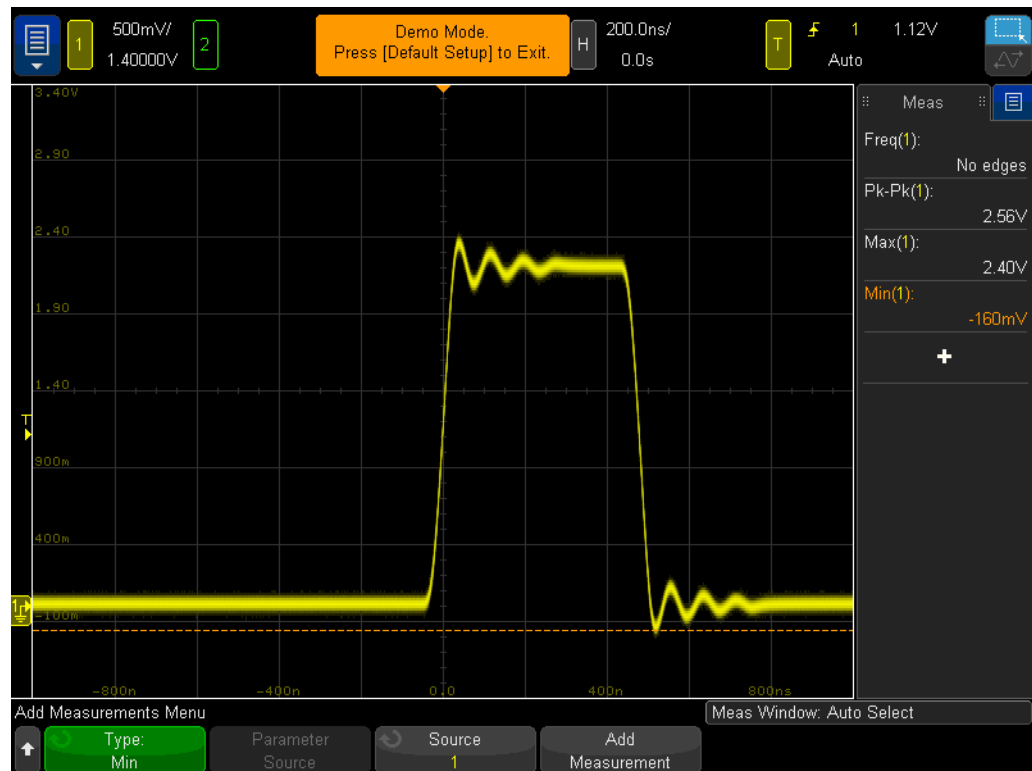 1
500mV/
1.40000V
2
Demo Mode.
Press [Default Setup] to Exit.
H
200.0ns/
0.0s
T
1
1.12V
Auto
3.40V
2.90
2.40
1.90
1.40
900m
400m
-100m
T
1
-800n
-400n
0.0
400n
800ns
Meas
Freq(1):
No edges
Pk-Pk(1):
2.56V
Max(1):
2.40V
Min(1):
-160mV
+
Add Measurements Menu
Meas Window: Auto Select
Type:
Min
Parameter
Source
Source
1
Add
Measurement